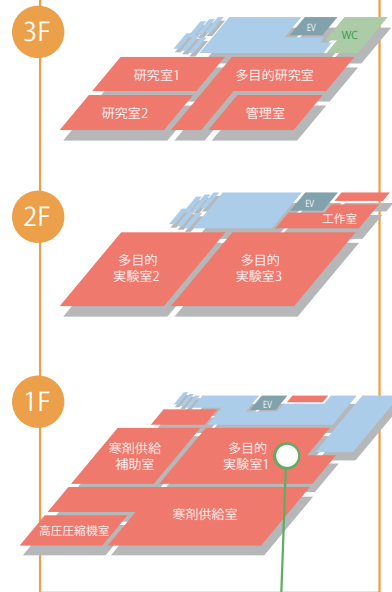 3F
EV
WC
研究室1
多目的研究室
研究室2
管理室
2F
EV
工作室
多目的
実験室2
多目的
実験室3
1F
EV
寒剤供給
補助室
多目的
実験室1
寒剤供給室
高圧圧縮機室